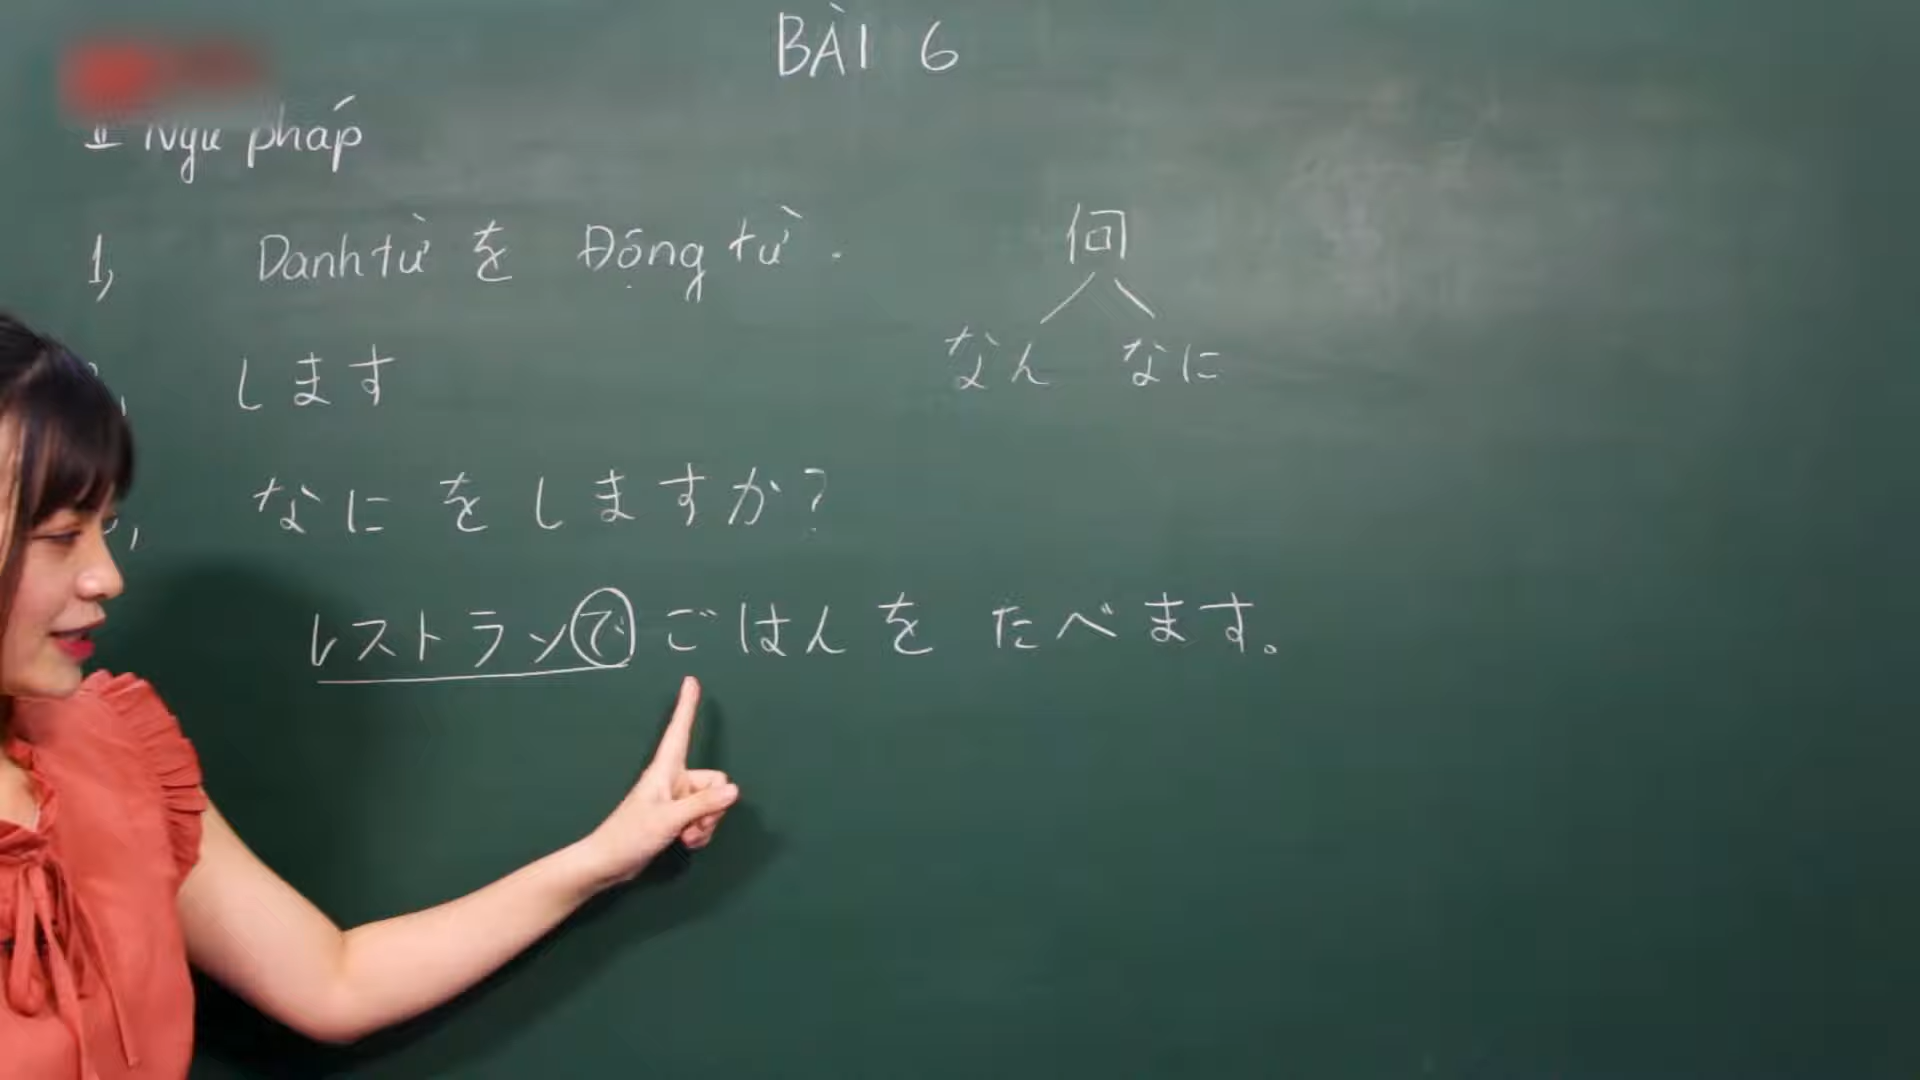 BÀI 6
II Ngữ pháp
1, Danh từ を Động từ.
何
なん なに
します
なにをしますか?
レストランで ごはんを たべます。